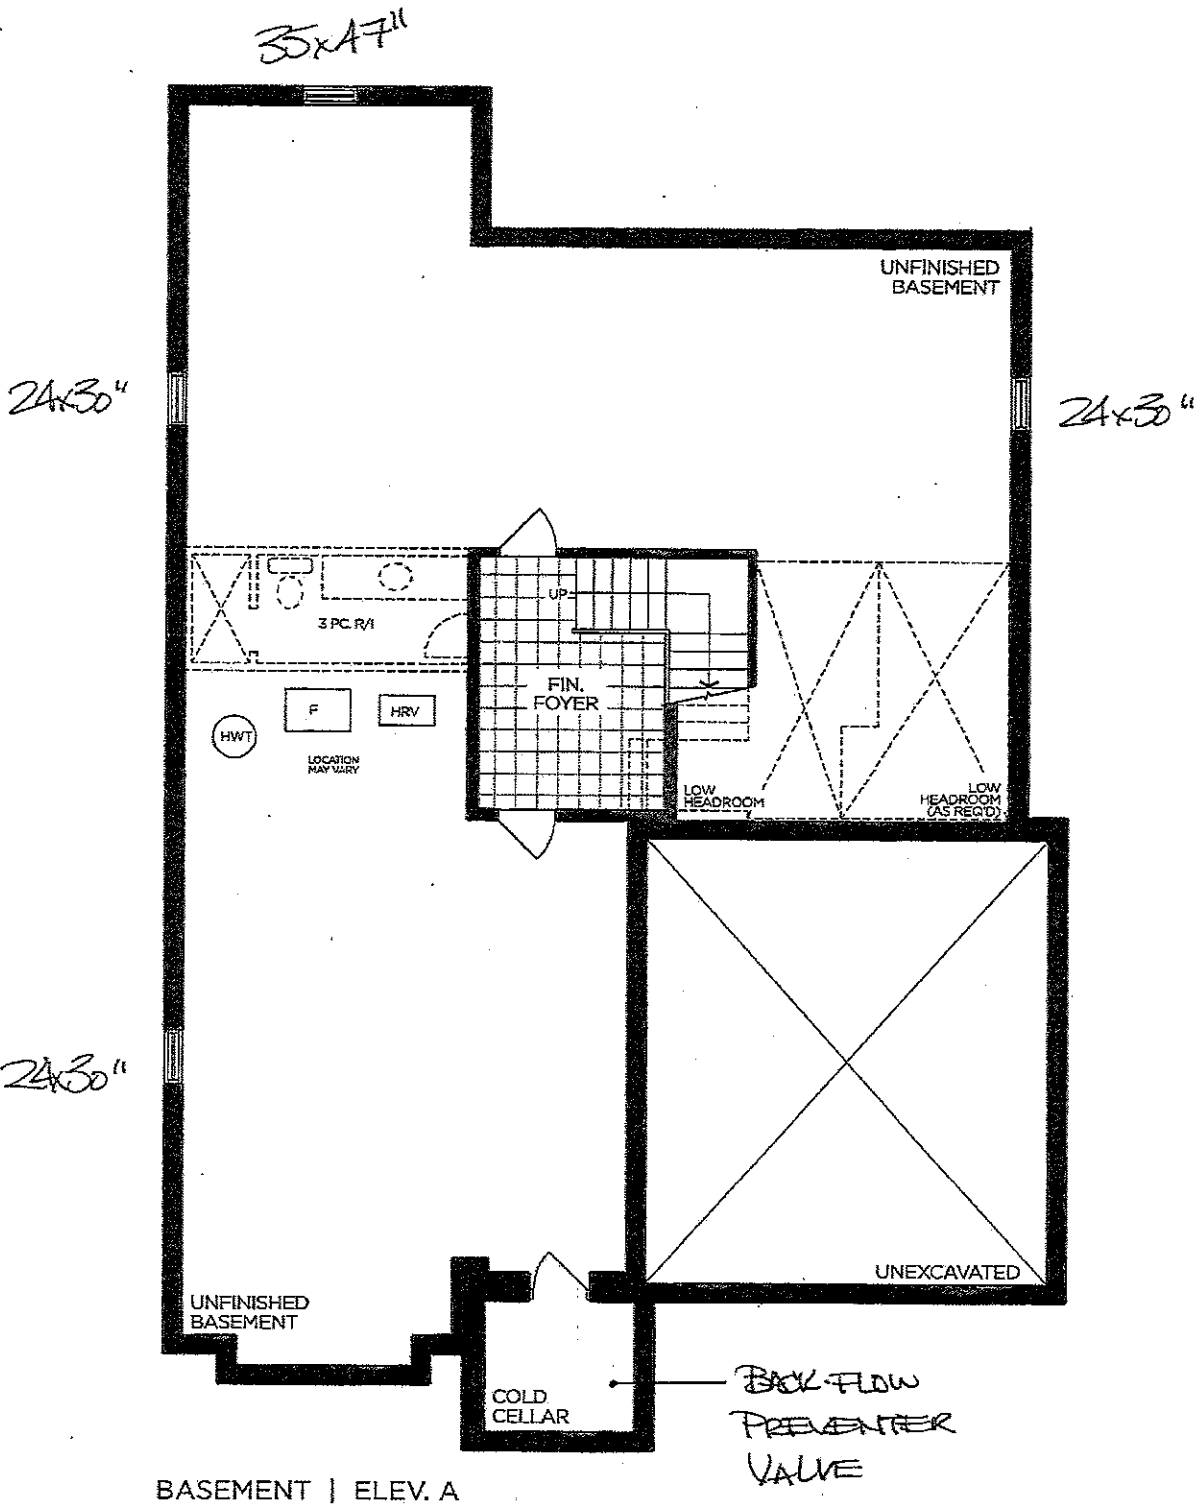 35x47"
UNFINISHED
BASEMENT
24x30"
24x30"
UP
3 PC. R/I
FIN.
FOYER
F
HRV
HWT
LOCATION
MAY VARY
LOW
HEADROOM
LOW
HEADROOM
(AS REQ'D)
24x30"
UNEXCAVATED
UNFINISHED
BASEMENT
COLD
CELLAR
BACK-FLOW
PREVENTER
VALVE
BASEMENT | ELEV. A